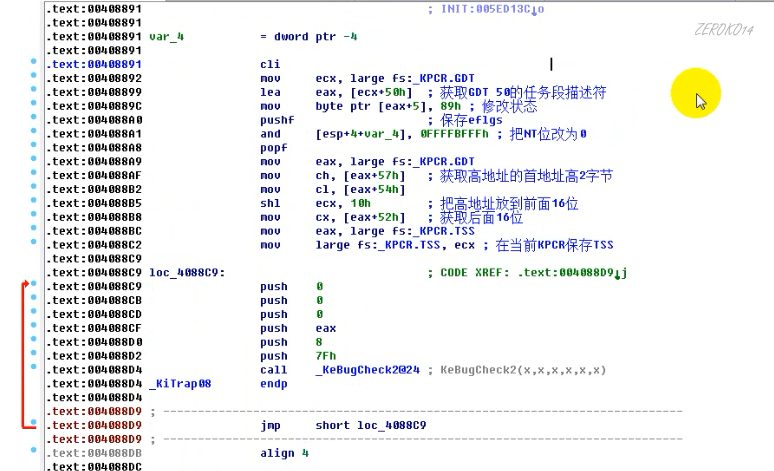 .text:00408891 ; INIT:005ED13C↓o
ZEROKO14
.text:00408891
.text:00408891 var_4 = dword ptr -4
.text:00408891
.text:00408891 cli
.text:00408892 mov ecx, large fs:_KPCR.GDT
.text:00408899 lea eax, [ecx+50h] ; 获取GDT 50的任务段描述符
.text:0040889C mov byte ptr [eax+5], 89h ; 修改状态
.text:004088A0 pushf ; 保存eflgs
.text:004088A1 and [esp+4+var_4], 0FFFFBFFFh ; 把NT位改为0
.text:004088A8 popf
.text:004088A9 mov eax, large fs:_KPCR.GDT
.text:004088AF mov ch, [eax+57h] ; 获取高地址的首地址高2字节
.text:004088B2 mov cl, [eax+54h]
.text:004088B5 shl ecx, 10h ; 把高地址放到前面16位
.text:004088B8 mov cx, [eax+52h] ; 获取后面16位
.text:004088BC mov eax, large fs:_KPCR.TSS
.text:004088C2 mov large fs:_KPCR.TSS, ecx ; 在当前KPCR保存TSS
.text:004088C9
.text:004088C9 loc_4088C9: ; CODE XREF: .text:004088D9↓j
.text:004088C9 push 0
.text:004088CB push 0
.text:004088CD push 0
.text:004088CF push eax
.text:004088D0 push 8
.text:004088D2 push 7Fh
.text:004088D4 call _KeBugCheck2@24 ; KeBugCheck2(x,x,x,x,x,x)
.text:004088D4 _KiTrap08 endp
.text:004088D4
.text:004088D9 ; ---------------------------------------------------------------------------
.text:004088D9 jmp short loc_4088C9
.text:004088D9 ; ---------------------------------------------------------------------------
.text:004088DB align 4
.text:004088DC